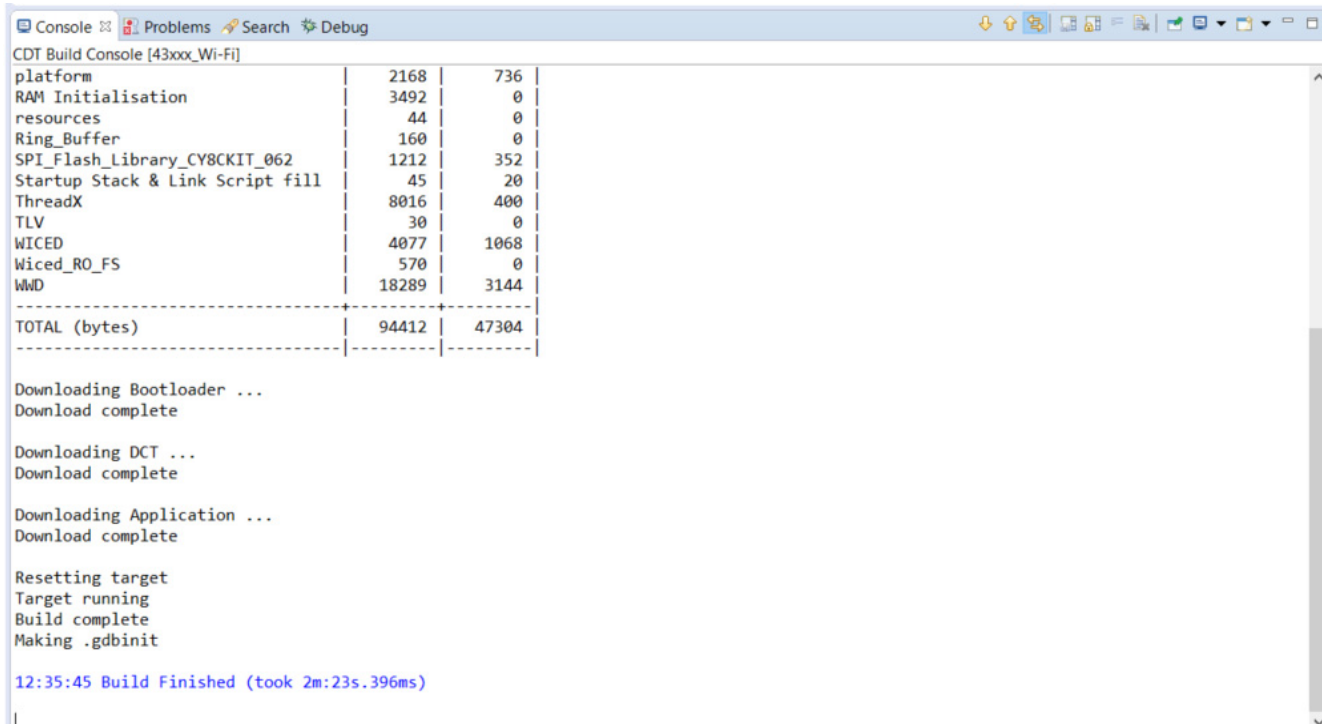 Console Problems Search Debug
CDT Build Console [43xxx_Wi-Fi]
platform | 2168 | 736 |
RAM Initialisation | 3492 | 0 |
resources | 44 | 0 |
Ring_Buffer | 160 | 0 |
SPI_Flash_Library_CY8CKIT_062 | 1212 | 352 |
Startup Stack & Link Script fill | 45 | 20 |
ThreadX | 8016 | 400 |
TLV | 30 | 0 |
WICED | 4077 | 1068 |
Wiced_RO_FS | 570 | 0 |
WWD | 18289 | 3144 |
----------------------------------+---------+---------|
TOTAL (bytes) | 94412 | 47304 |
----------------------------------|---------|---------|
Downloading Bootloader ...
Download complete
Downloading DCT ...
Download complete
Downloading Application ...
Download complete
Resetting target
Target running
Build complete
Making .gdbinit
12:35:45 Build Finished (took 2m:23s.396ms)